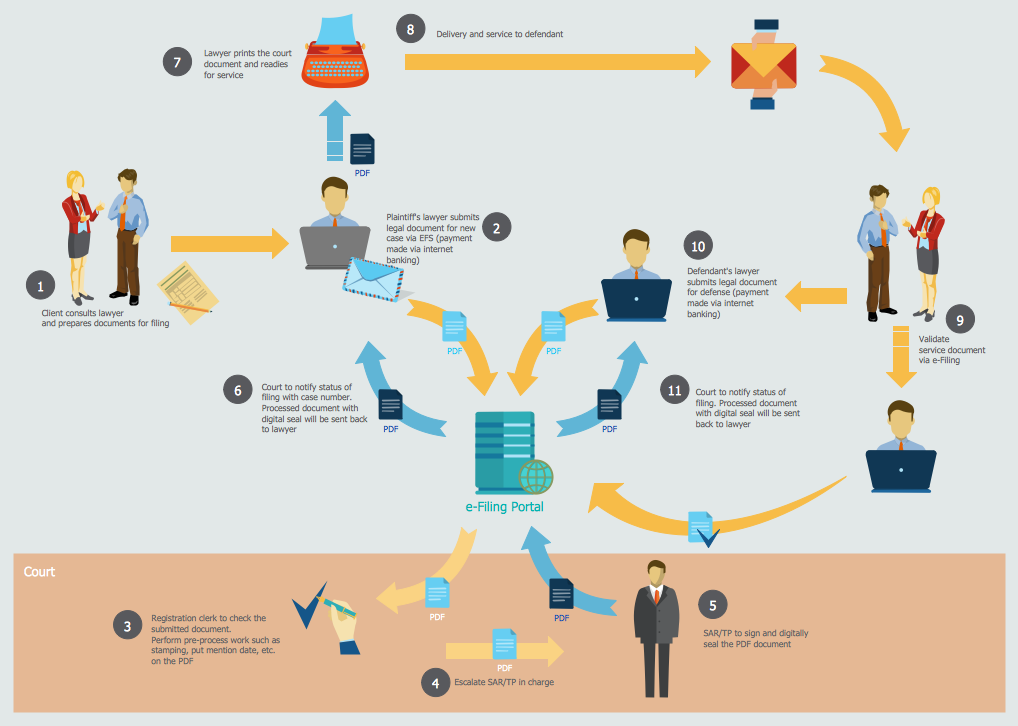 8
Delivery and service to defendant
7
Lawyer prints the court
document and readies
for service
PDF
Plaintiff's lawyer submits
legal document for new
case via EFS (payment
made via internet
banking)
2
10
Defendant's lawyer
submits legal document
for defense (payment
made via internet
banking)
1
Client consults lawyer
and prepares documents for filing
9
Validate
service document
via e-Filing
PDF
PDF
6
Court to notify status of
filing with case number.
Processed document with
digital seal will be sent back
to lawyer
PDF
PDF
11
Court to notify status of
filing. Processed document
with digital seal will be sent
back to lawyer
e-Filing Portal
Court
3
Registration clerk to check the
submitted document.
Perform pre-process work such as
stamping, put mention date, etc.
on the PDF
PDF
PDF
5
SAR/TP to sign and digitally
seal the PDF document
PDF
4
Escalate SAR/TP in charge